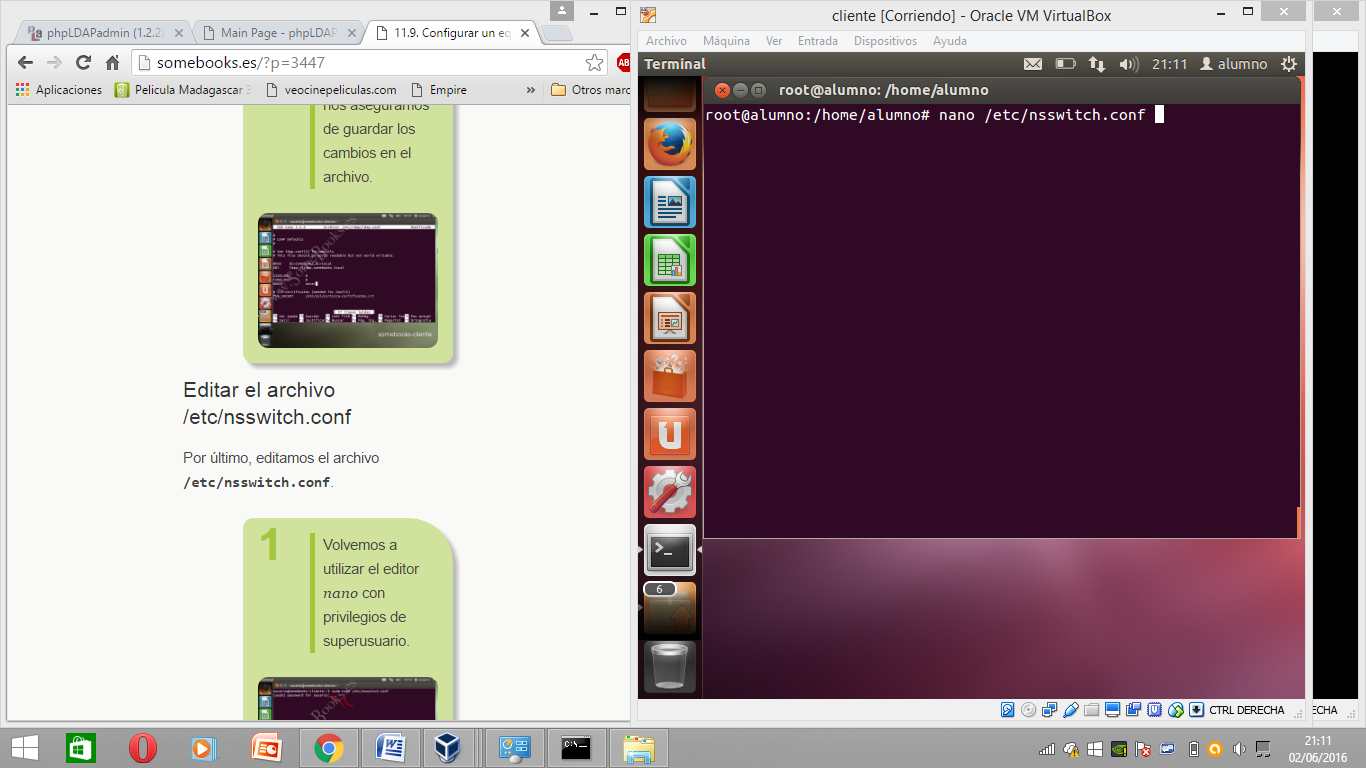 phpLDAPadmin (1.2.2)
Main Page - phpLDAP
11.9. Configurar un eq
somebooks.es/?p=3447
Aplicaciones
Pelicula Madagascar
veocinepeliculas.com
Empire
»
Otros marc
nos aseguramos
de guardar los
cambios en el
archivo.
somebooks-cliente
Editar el archivo
/etc/nsswitch.conf
Por último, editamos el archivo
/etc/nsswitch.conf.
1
Volvemos a
utilizar el editor
nano con
privilegios de
superusuario.
cliente [Corriendo] - Oracle VM VirtualBox
Archivo Máquina Ver Entrada Dispositivos Ayuda
Terminal
21:11
alumno
root@alumno: /home/alumno
root@alumno:/home/alumno# nano /etc/nsswitch.conf
6
CTRL DERECHA
ECHA
21:11
02/06/2016